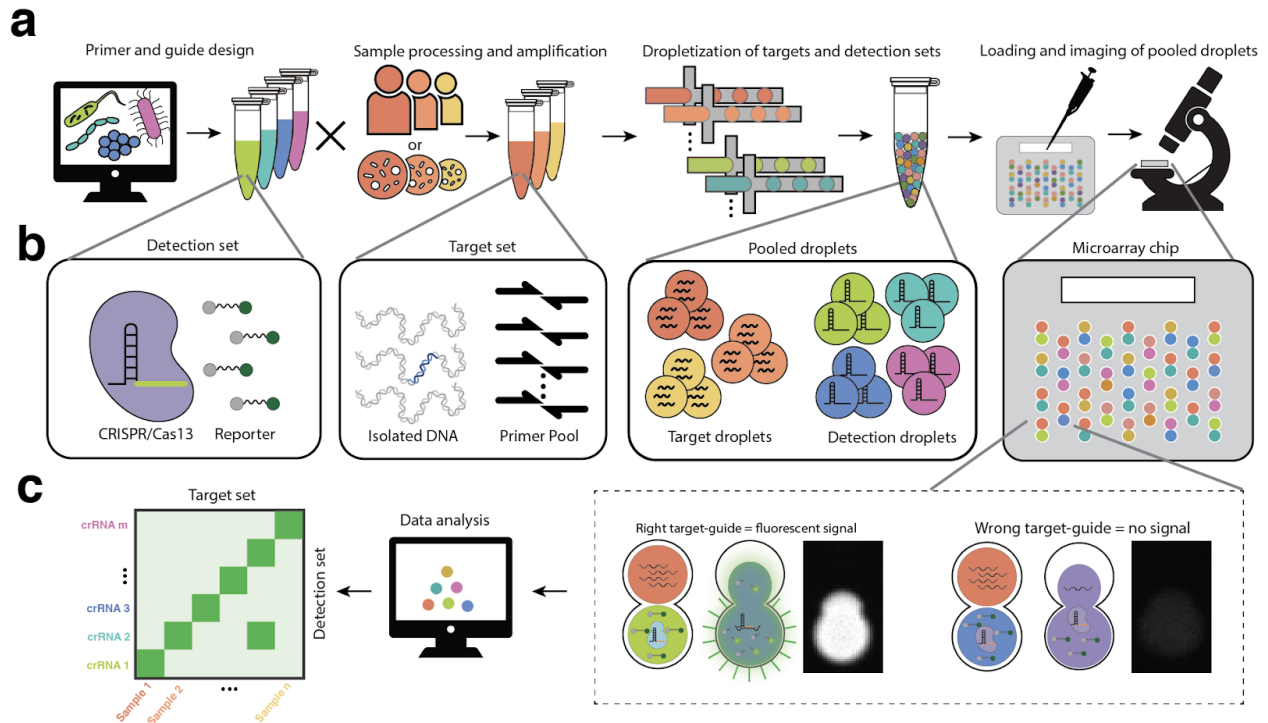 a
Primer and guide design
Sample processing and amplification
Dropletization of targets and detection sets
Loading and imaging of pooled droplets
or
b
Detection set
Target set
Pooled droplets
Microarray chip
CRISPR/Cas13
Reporter
Isolated DNA
Primer Pool
Target droplets
Detection droplets
c
Target set
crRNA m
crRNA 3
crRNA 2
crRNA 1
Detection set
Sample 1
Sample 2
...
Sample n
Data analysis
Right target-guide = fluorescent signal
Wrong target-guide = no signal